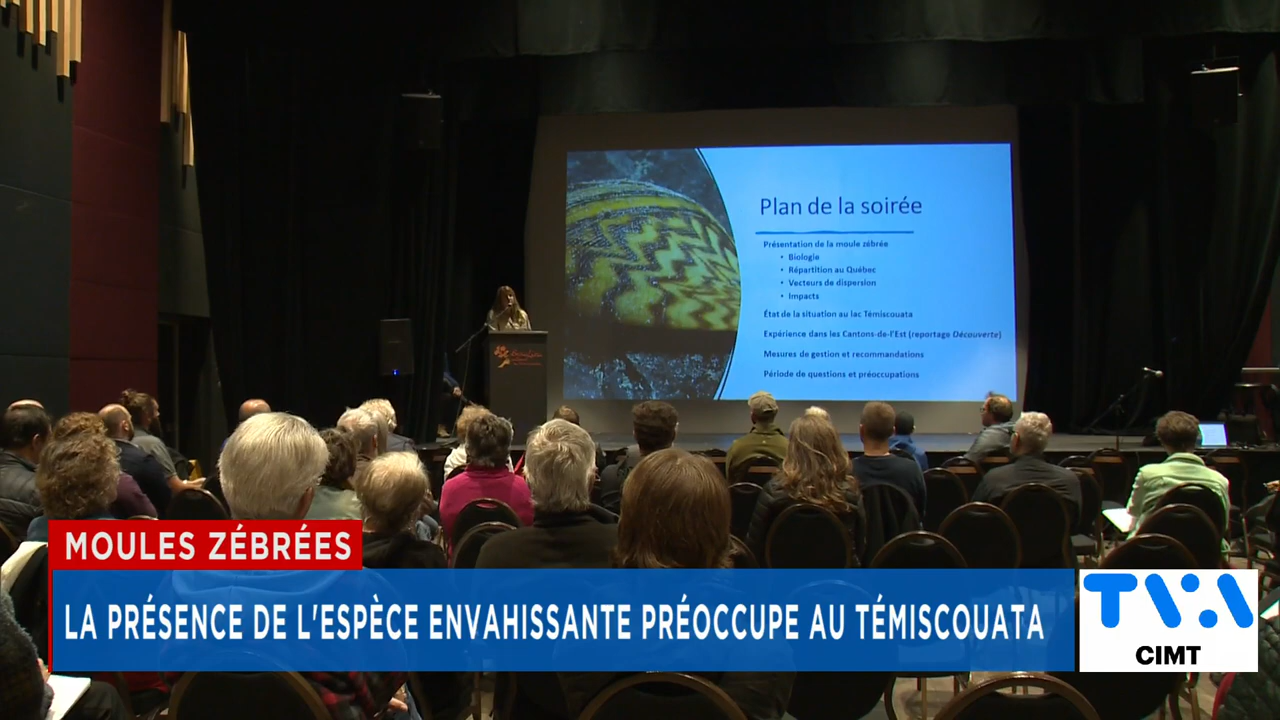 Plan de la soirée
Présentation de la moule zébrée
• Biologie
• Répartition au Québec
• Vecteurs de dispersion
• Impacts
État de la situation au lac Témiscouata
Expérience dans les Cantons-de-l'Est (reportage Découverte)
Mesures de gestion et recommandations
Période de questions et préoccupations
MOULES ZÉBRÉES
LA PRÉSENCE DE L'ESPÈCE ENVAHISSANTE PRÉOCCUPE AU TÉMISCOUATA
TVA
CIMT